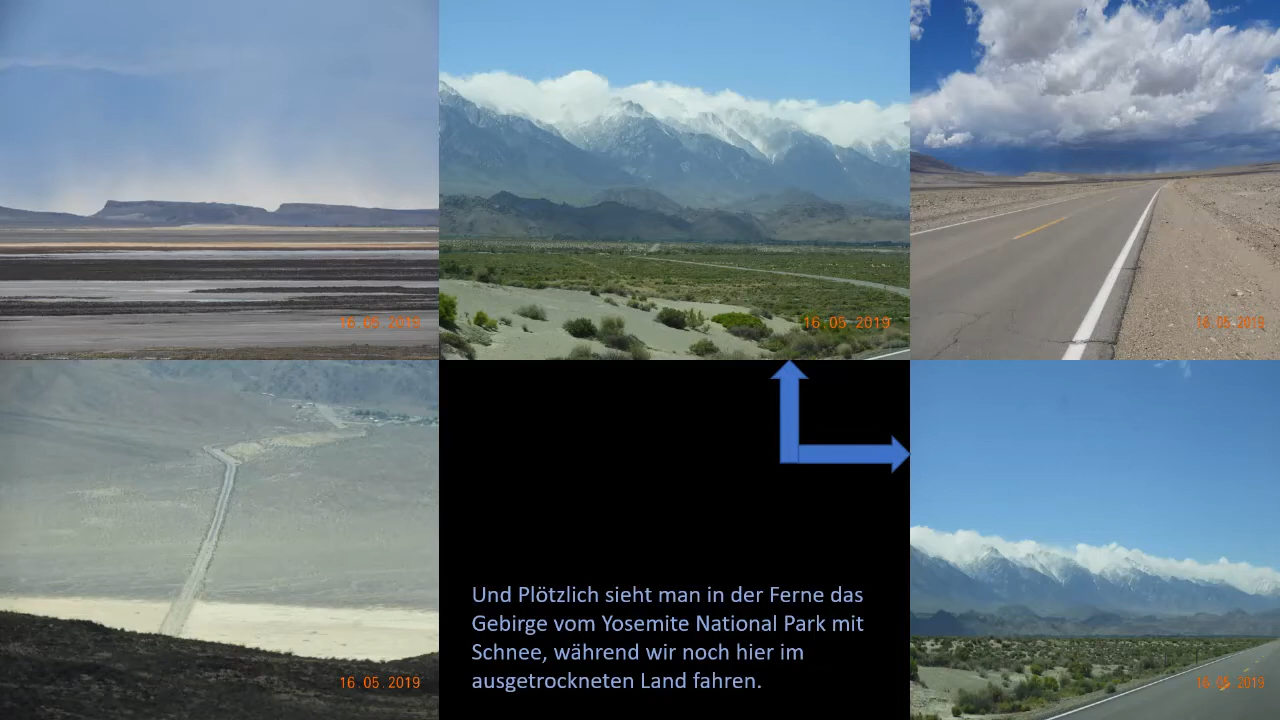 16.05.2019
16.05.2019
16.05.2019
16.05.2019
Und Plötzlich sieht man in der Ferne das
Gebirge vom Yosemite National Park mit
Schnee, während wir noch hier im
ausgetrockneten Land fahren.
16.05.2019